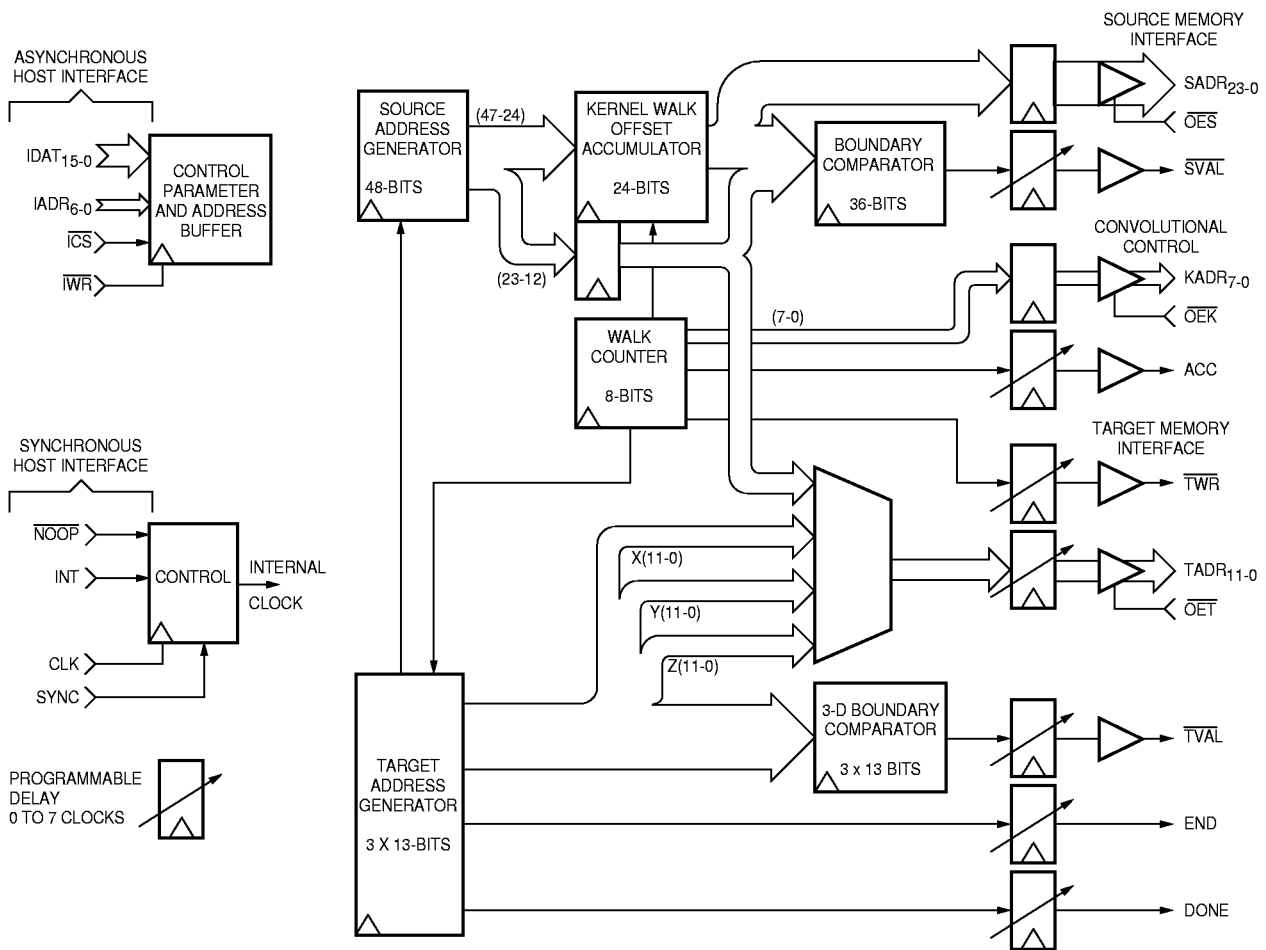 ASYNCHRONOUS
HOST INTERFACE
IDAT15-0
IADR6-0
ICS
IWR
CONTROL
PARAMETER
AND ADDRESS
BUFFER
SYNCHRONOUS
HOST INTERFACE
NOOP
INT
CLK
SYNC
CONTROL
INTERNAL
CLOCK
PROGRAMMABLE
DELAY
0 TO 7 CLOCKS
SOURCE
ADDRESS
GENERATOR
48-BITS
(47-24)
(23-12)
KERNEL WALK
OFFSET
ACCUMULATOR
24-BITS
WALK
COUNTER
8-BITS
(7-0)
BOUNDARY
COMPARATOR
36-BITS
X(11-0)
Y(11-0)
Z(11-0)
TARGET
ADDRESS
GENERATOR
3 X 13-BITS
3-D BOUNDARY
COMPARATOR
3 x 13 BITS
SOURCE MEMORY
INTERFACE
SADR23-0
OES
SVAL
CONVOLUTIONAL
CONTROL
KADR7-0
OEK
ACC
TARGET MEMORY
INTERFACE
TWR
TADR11-0
OET
TVAL
END
DONE